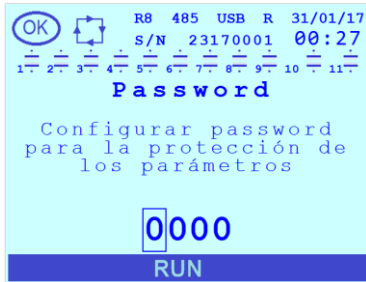 OK R8 485 USB R 31/01/17
S/N 23170001 00:27
1 2 3 4 5 6 7 8 9 10 11
Password
Configurar password
para la protección de
los parámetros
0000
RUN